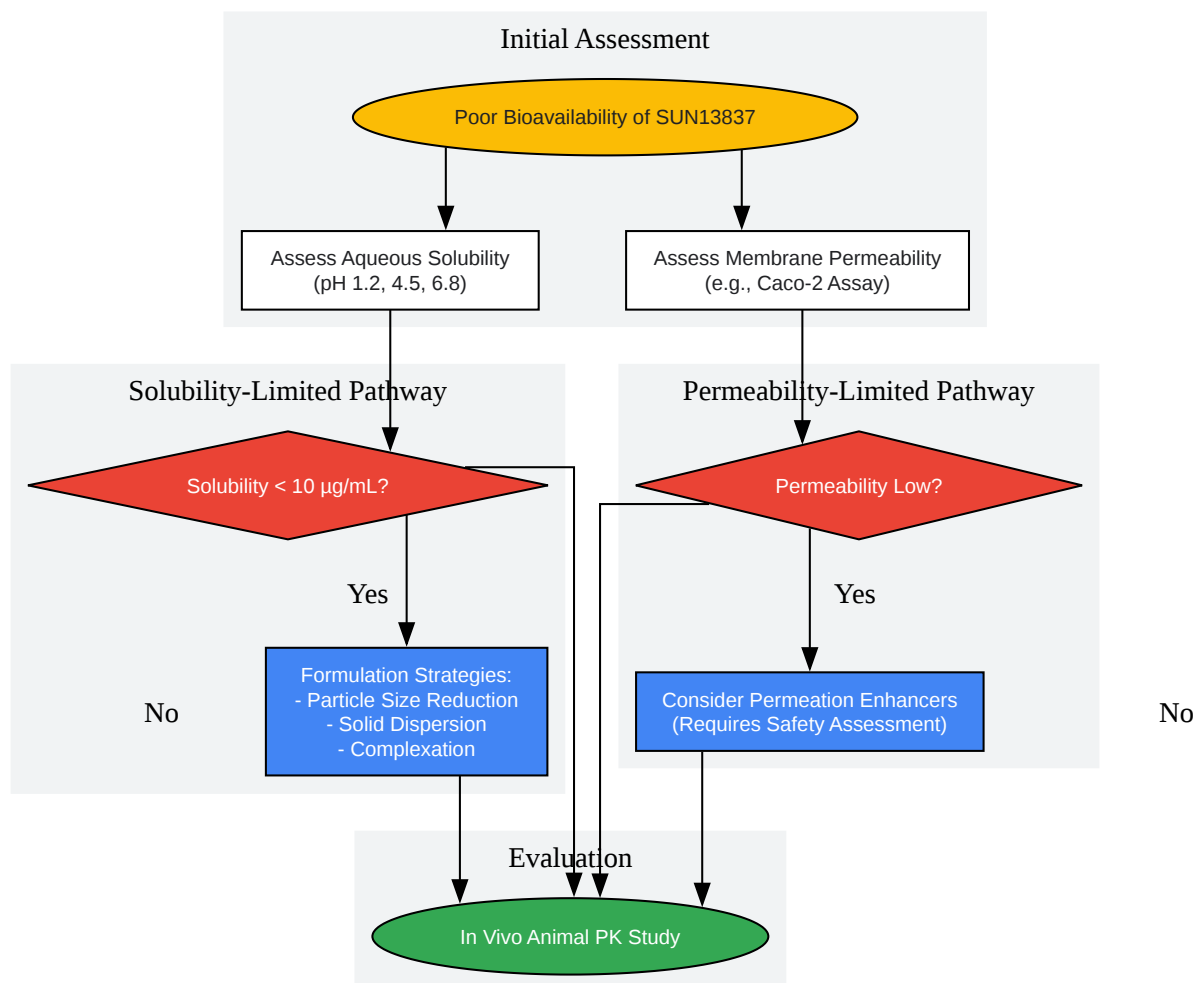 Initial Assessment
Poor Bioavailability of SUN13837
Assess Aqueous Solubility
(pH 1.2, 4.5, 6.8)
Assess Membrane Permeability
(e.g., Caco-2 Assay)
Solubility-Limited Pathway
Permeability-Limited Pathway
Solubility < 10 µg/mL?
Permeability Low?
Yes
Yes
Formulation Strategies:
- Particle Size Reduction
- Solid Dispersion
- Complexation
Consider Permeation Enhancers
(Requires Safety Assessment)
No
No
Evaluation
In Vivo Animal PK Study